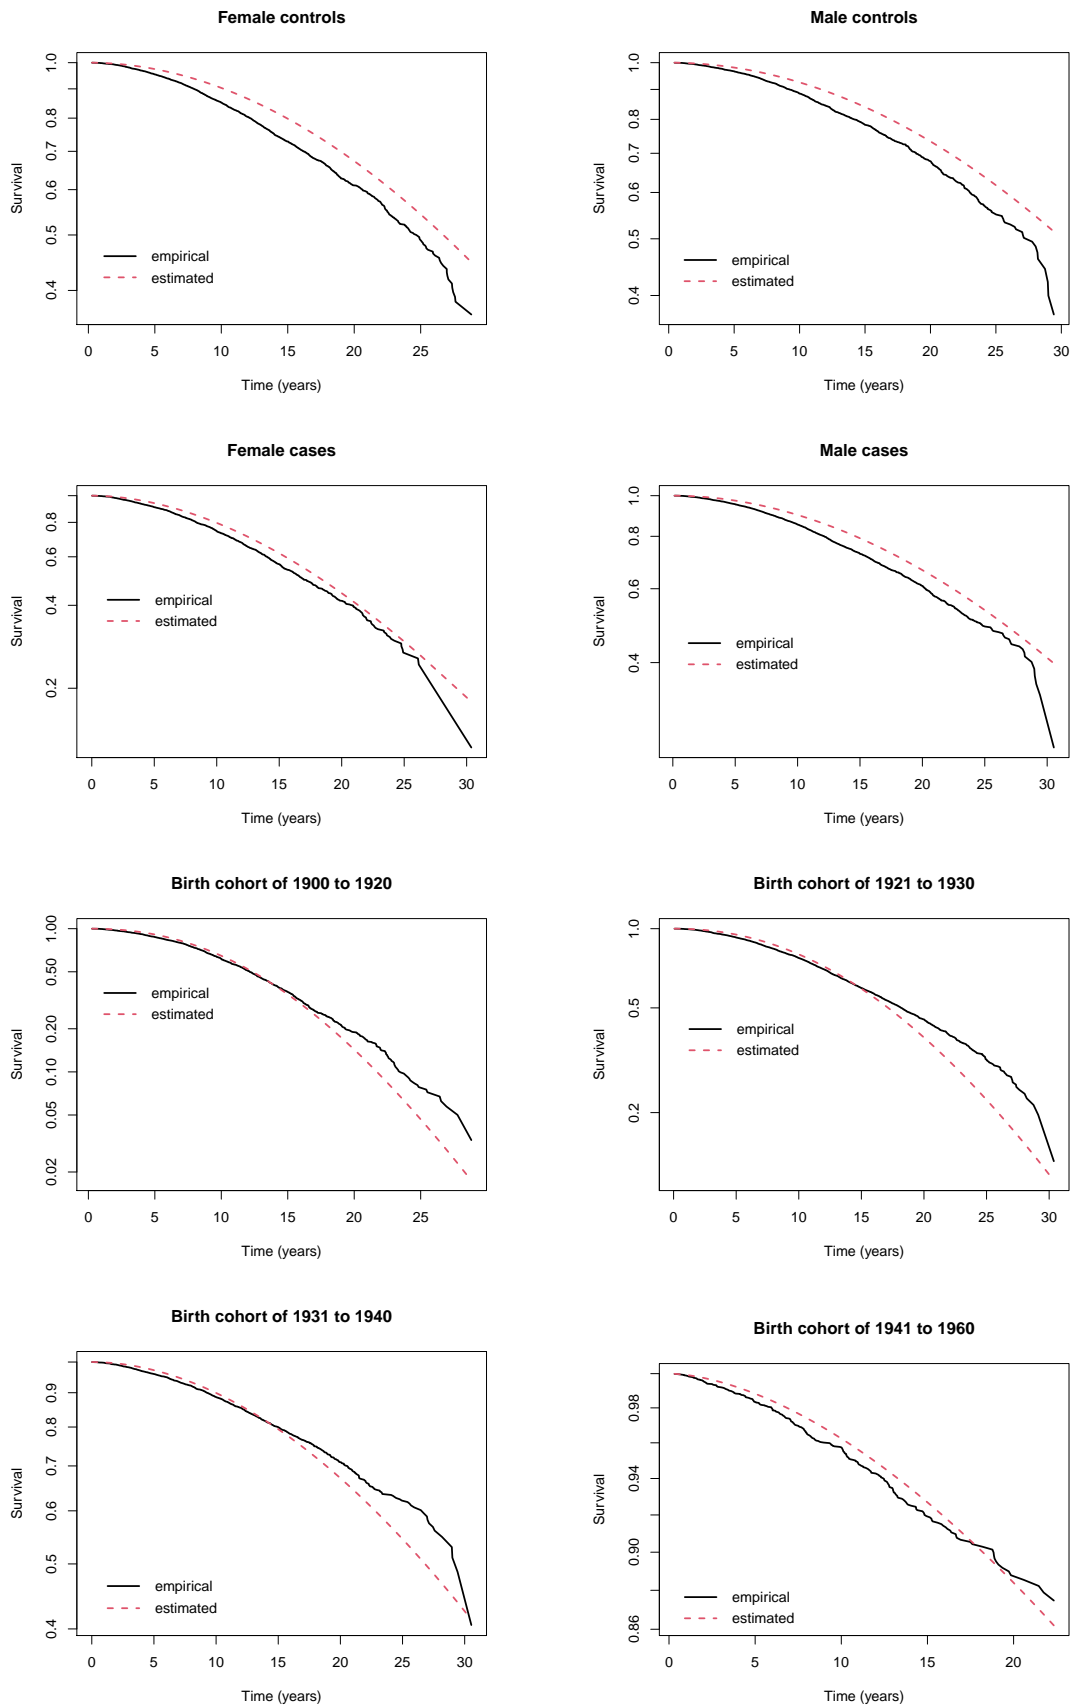 Female controls
Survival
1.0
0.8
0.7
0.6
0.5
0.4
empirical
estimated
0 5 10 15 20 25
Time (years)
Male controls
Survival
1.0
0.8
0.7
0.6
0.5
0.4
empirical
estimated
0 5 10 15 20 25 30
Time (years)
Female cases
Survival
0.8
0.6
0.4
0.2
empirical
estimated
0 5 10 15 20 25 30
Time (years)
Male cases
Survival
1.0
0.8
0.6
0.4
empirical
estimated
0 5 10 15 20 25 30
Time (years)
Birth cohort of 1900 to 1920
Survival
1.00
0.50
0.20
0.10
0.05
0.02
empirical
estimated
0 5 10 15 20 25
Time (years)
Birth cohort of 1921 to 1930
Survival
1.0
0.5
0.2
empirical
estimated
0 5 10 15 20 25 30
Time (years)
Birth cohort of 1931 to 1940
Survival
0.9
0.8
0.7
0.6
0.5
0.4
empirical
estimated
0 5 10 15 20 25 30
Time (years)
Birth cohort of 1941 to 1960
Survival
0.98
0.94
0.90
0.86
empirical
estimated
0 5 10 15 20
Time (years)